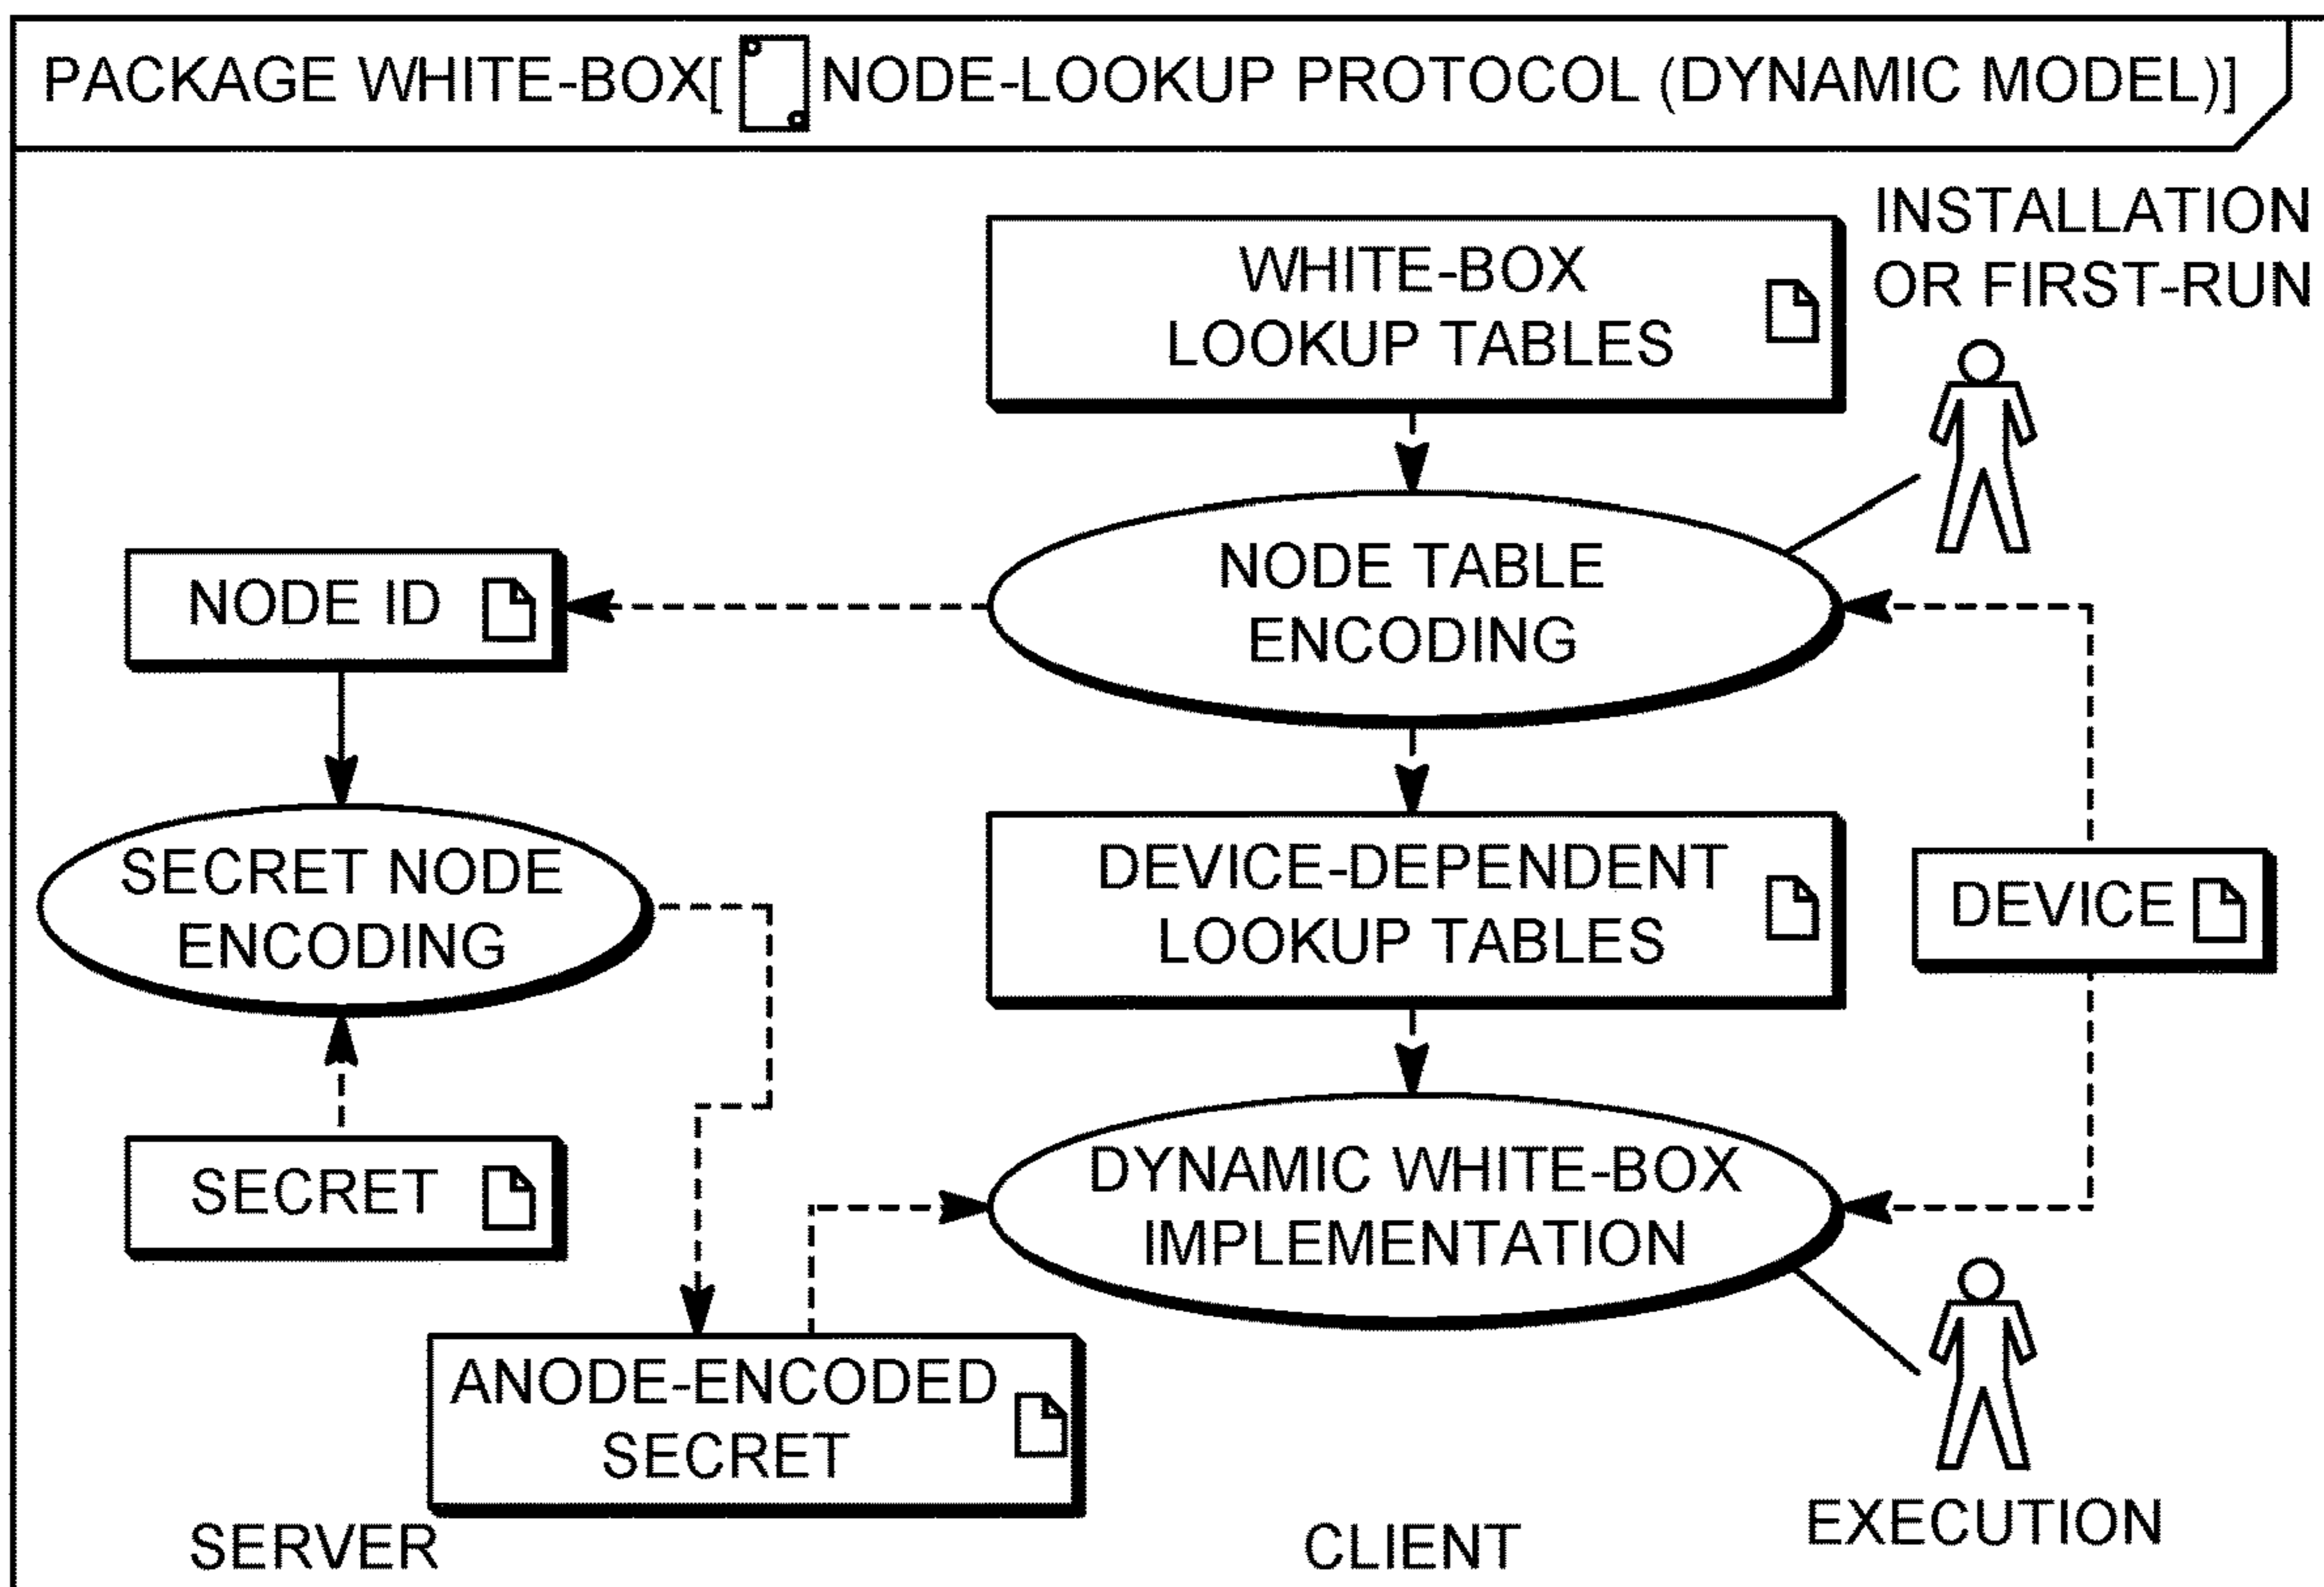 PACKAGE WHITE-BOX[ NODE-LOOKUP PROTOCOL (DYNAMIC MODEL)]
INSTALLATION
OR FIRST-RUN
WHITE-BOX
LOOKUP TABLES
NODE TABLE
ENCODING
NODE ID
SECRET NODE
ENCODING
DEVICE-DEPENDENT
LOOKUP TABLES
DEVICE
SECRET
DYNAMIC WHITE-BOX
IMPLEMENTATION
ANODE-ENCODED
SECRET
SERVER
CLIENT
EXECUTION